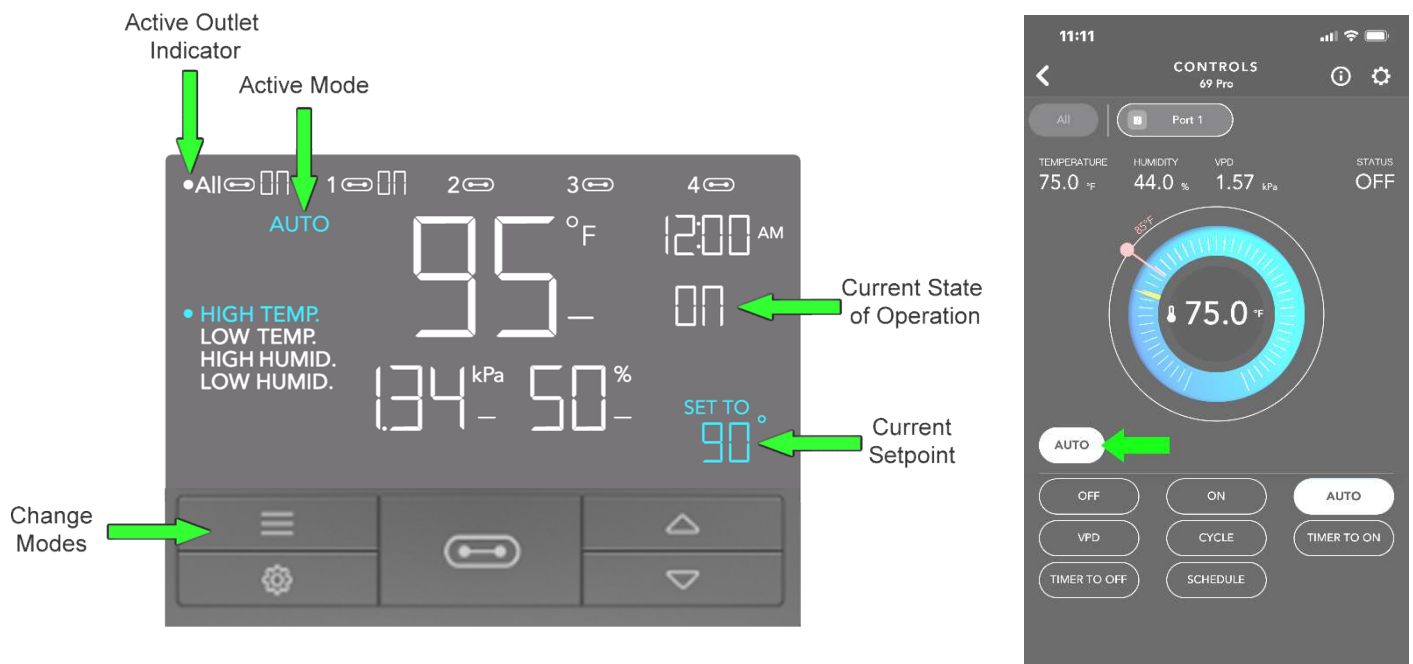 Active Outlet
Indicator
Active Mode
All ON 1 ON 2 3 4
AUTO
95 °F
12:00 AM
ON
Current State
of Operation
HIGH TEMP.
LOW TEMP.
HIGH HUMID.
LOW HUMID.
1.34 kPa 50 %
SET TO
90°
Current
Setpoint
Change
Modes
11:11
CONTROLS
69 Pro
All Port 1
TEMPERATURE HUMIDITY VPD STATUS
75.0 °F 44.0 % 1.57 kPa OFF
85°F
75.0 °F
AUTO
OFF ON AUTO
VPD CYCLE TIMER TO ON
TIMER TO OFF SCHEDULE